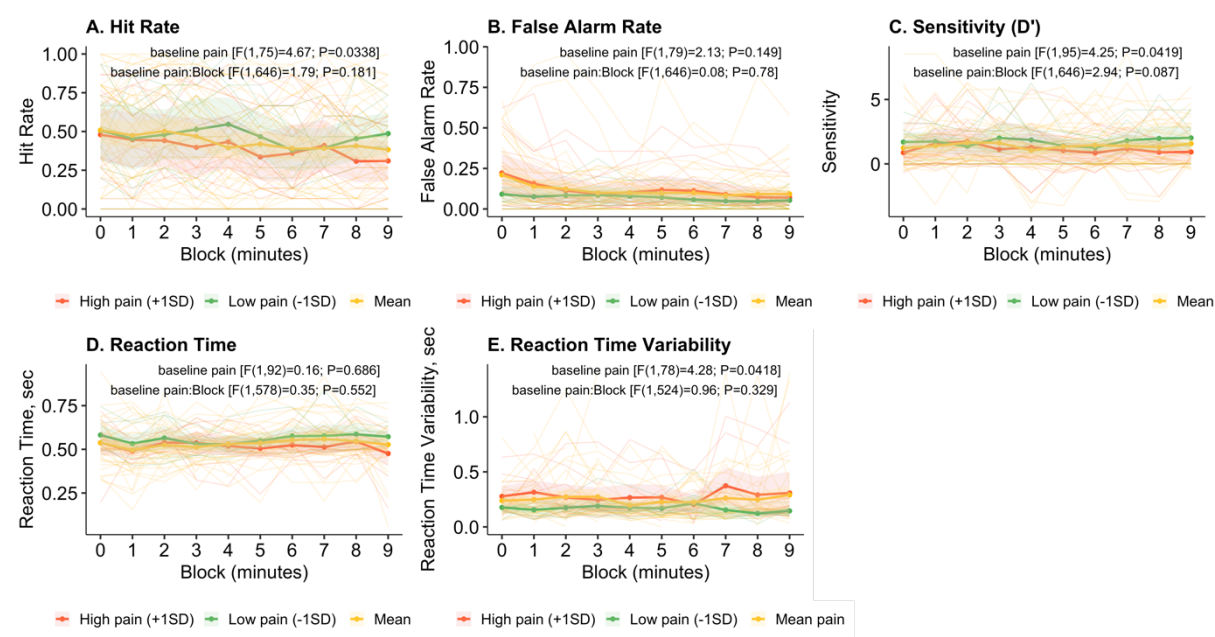 A. Hit Rate
baseline pain [F(1,75)=4.67; P=0.0338]
baseline pain:Block [F(1,646)=1.79; P=0.181]
Hit Rate
1.00
0.75
0.50
0.25
0.00
0 1 2 3 4 5 6 7 8 9
Block (minutes)
High pain (+1SD) Low pain (-1SD) Mean
B. False Alarm Rate
baseline pain [F(1,79)=2.13; P=0.149]
baseline pain:Block [F(1,646)=0.08; P=0.78]
False Alarm Rate
1.00
0.75
0.50
0.25
0.00
0 1 2 3 4 5 6 7 8 9
Block (minutes)
High pain (+1SD) Low pain (-1SD) Mean
C. Sensitivity (D')
baseline pain [F(1,95)=4.25; P=0.0419]
baseline pain:Block [F(1,646)=2.94; P=0.087]
Sensitivity
5
0
0 1 2 3 4 5 6 7 8 9
Block (minutes)
High pain (+1SD) Low pain (-1SD) Mean
D. Reaction Time
baseline pain [F(1,92)=0.16; P=0.686]
baseline pain:Block [F(1,578)=0.35; P=0.552]
Reaction Time, sec
0.75
0.50
0.25
0 1 2 3 4 5 6 7 8 9
Block (minutes)
High pain (+1SD) Low pain (-1SD) Mean
E. Reaction Time Variability
baseline pain [F(1,78)=4.28; P=0.0418]
baseline pain:Block [F(1,524)=0.96; P=0.329]
Reaction Time Variability, sec
1.0
0.5
0.0
0 1 2 3 4 5 6 7 8 9
Block (minutes)
High pain (+1SD) Low pain (-1SD) Mean pain